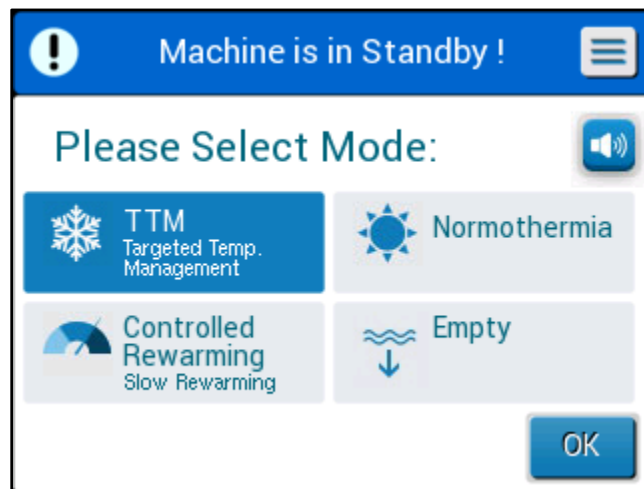 Machine is in Standby !
Please Select Mode:
TTM
Targeted Temp.
Management
Normothermia
Controlled
Rewarming
Slow Rewarming
Empty
OK